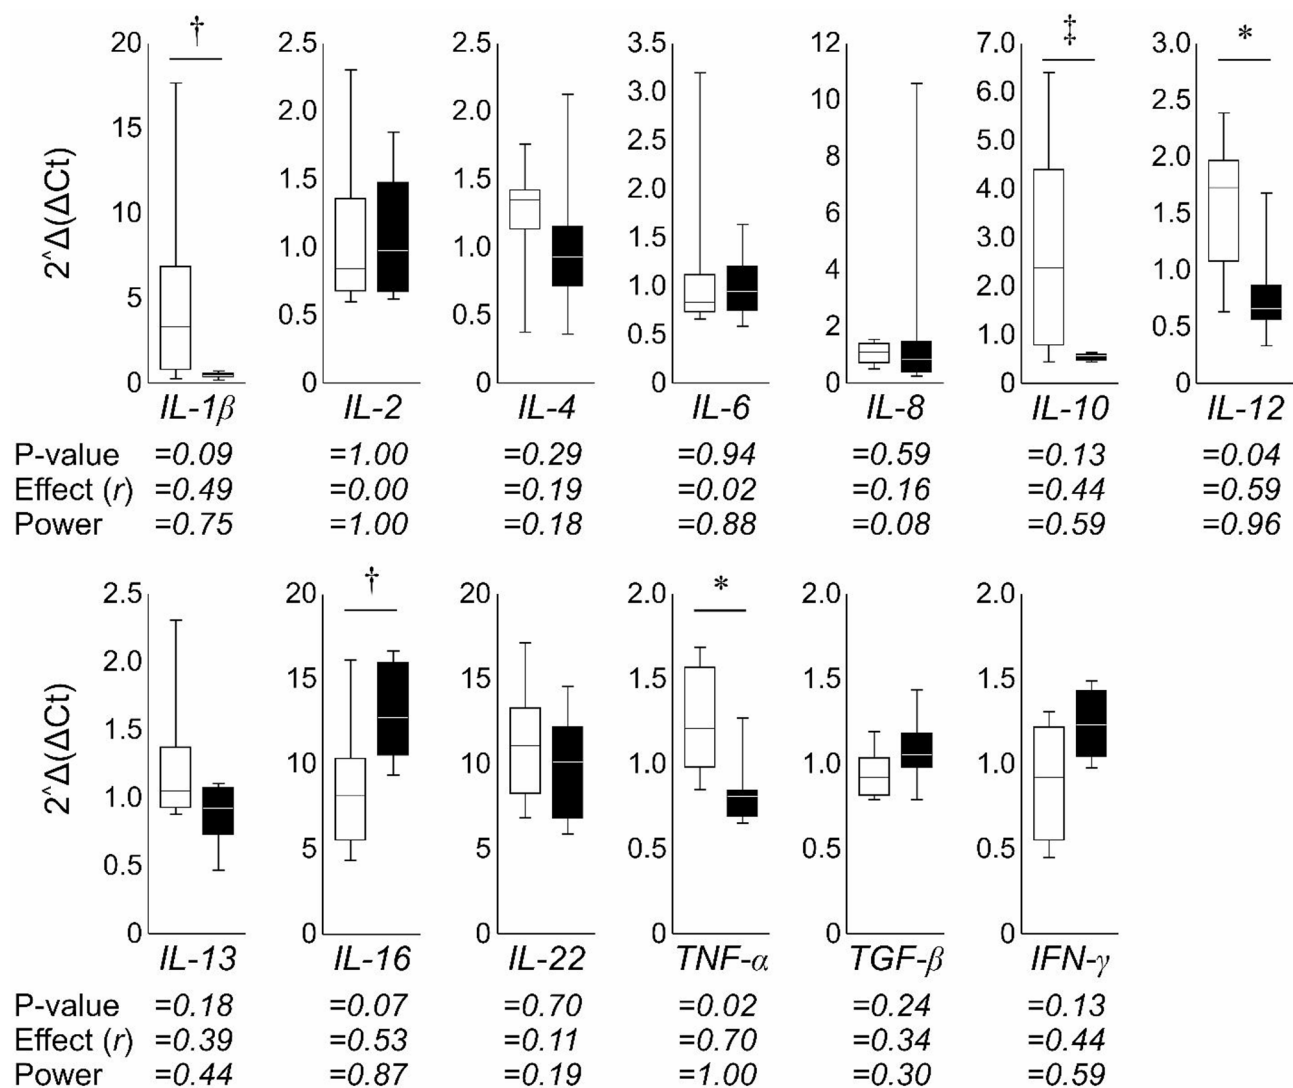 † ‡ *
20 2.5 2.5 3.5 12 7.0 3.0
3.0 6.0 2.5
2.0 2.0 10
15 2.5 5.0 2.0
1.5 1.5 2.0 8 4.0
10 1.5 6 1.5
1.0 1.0 3.0
1.0 4 2.0 1.0
5 0.5 0.5 0.5 2 1.0 0.5
0 0 0 0 0 0 0
2^Δ(ΔCt)
IL-1β IL-2 IL-4 IL-6 IL-8 IL-10 IL-12
P-value =0.09 =1.00 =0.29 =0.94 =0.59 =0.13 =0.04
Effect (r) =0.49 =0.00 =0.19 =0.02 =0.16 =0.44 =0.59
Power =0.75 =1.00 =0.18 =0.88 =0.08 =0.59 =0.96
† *
2.5 20 20 2.0 2.0 2.0
2.0
15 15 1.5 1.5 1.5
1.5
10 10 1.0 1.0 1.0
1.0
0.5 5 5 0.5 0.5 0.5
0 0 0 0 0 0
2^Δ(ΔCt)
IL-13 IL-16 IL-22 TNF-α TGF-β IFN-γ
P-value =0.18 =0.07 =0.70 =0.02 =0.24 =0.13
Effect (r) =0.39 =0.53 =0.11 =0.70 =0.34 =0.44
Power =0.44 =0.87 =0.19 =1.00 =0.30 =0.59